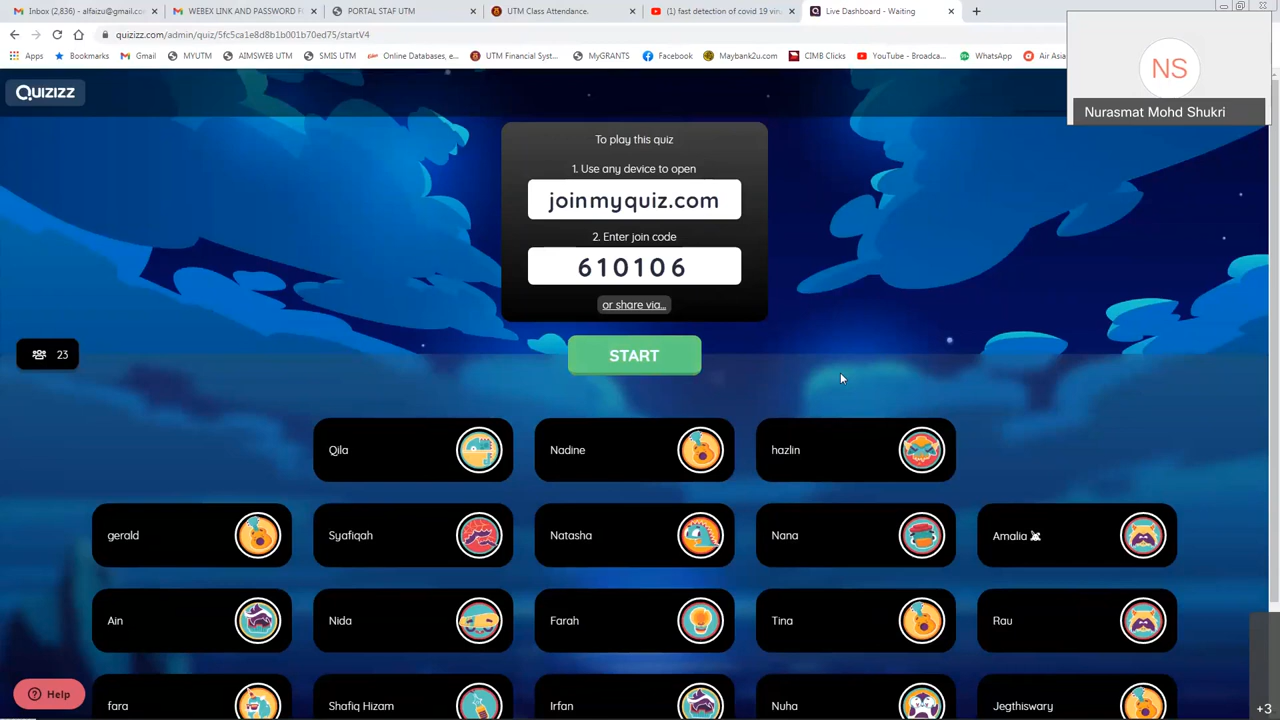 Inbox (2,836) - alfaizu@gmail.co
WEBEX LINK AND PASSWORD FO
PORTAL STAF UTM
UTM Class Attendance.
(1) fast detection of covid 19 viru
Live Dashboard - Waiting
quizizz.com/admin/quiz/5fc5ca1e8d8b1b001b70ed75/startV4
Apps
Bookmarks
Gmail
MYUTM
AIMSWEB UTM
SMIS UTM
Online Databases, e...
UTM Financial Syst...
MyGRANTS
Facebook
Maybank2u.com
CIMB Clicks
YouTube - Broadca...
WhatsApp
Air Asia
NS
Nurasmat Mohd Shukri
QUIZIZZ
To play this quiz
1. Use any device to open
joinmyquiz.com
2. Enter join code
610106
or share via...
23
START
Qila
Nadine
hazlin
gerald
Syafiqah
Natasha
Nana
Amalia
Ain
Nida
Farah
Tina
Rau
fara
Shafiq Hizam
Irfan
Nuha
Jegthiswary
Help
+3